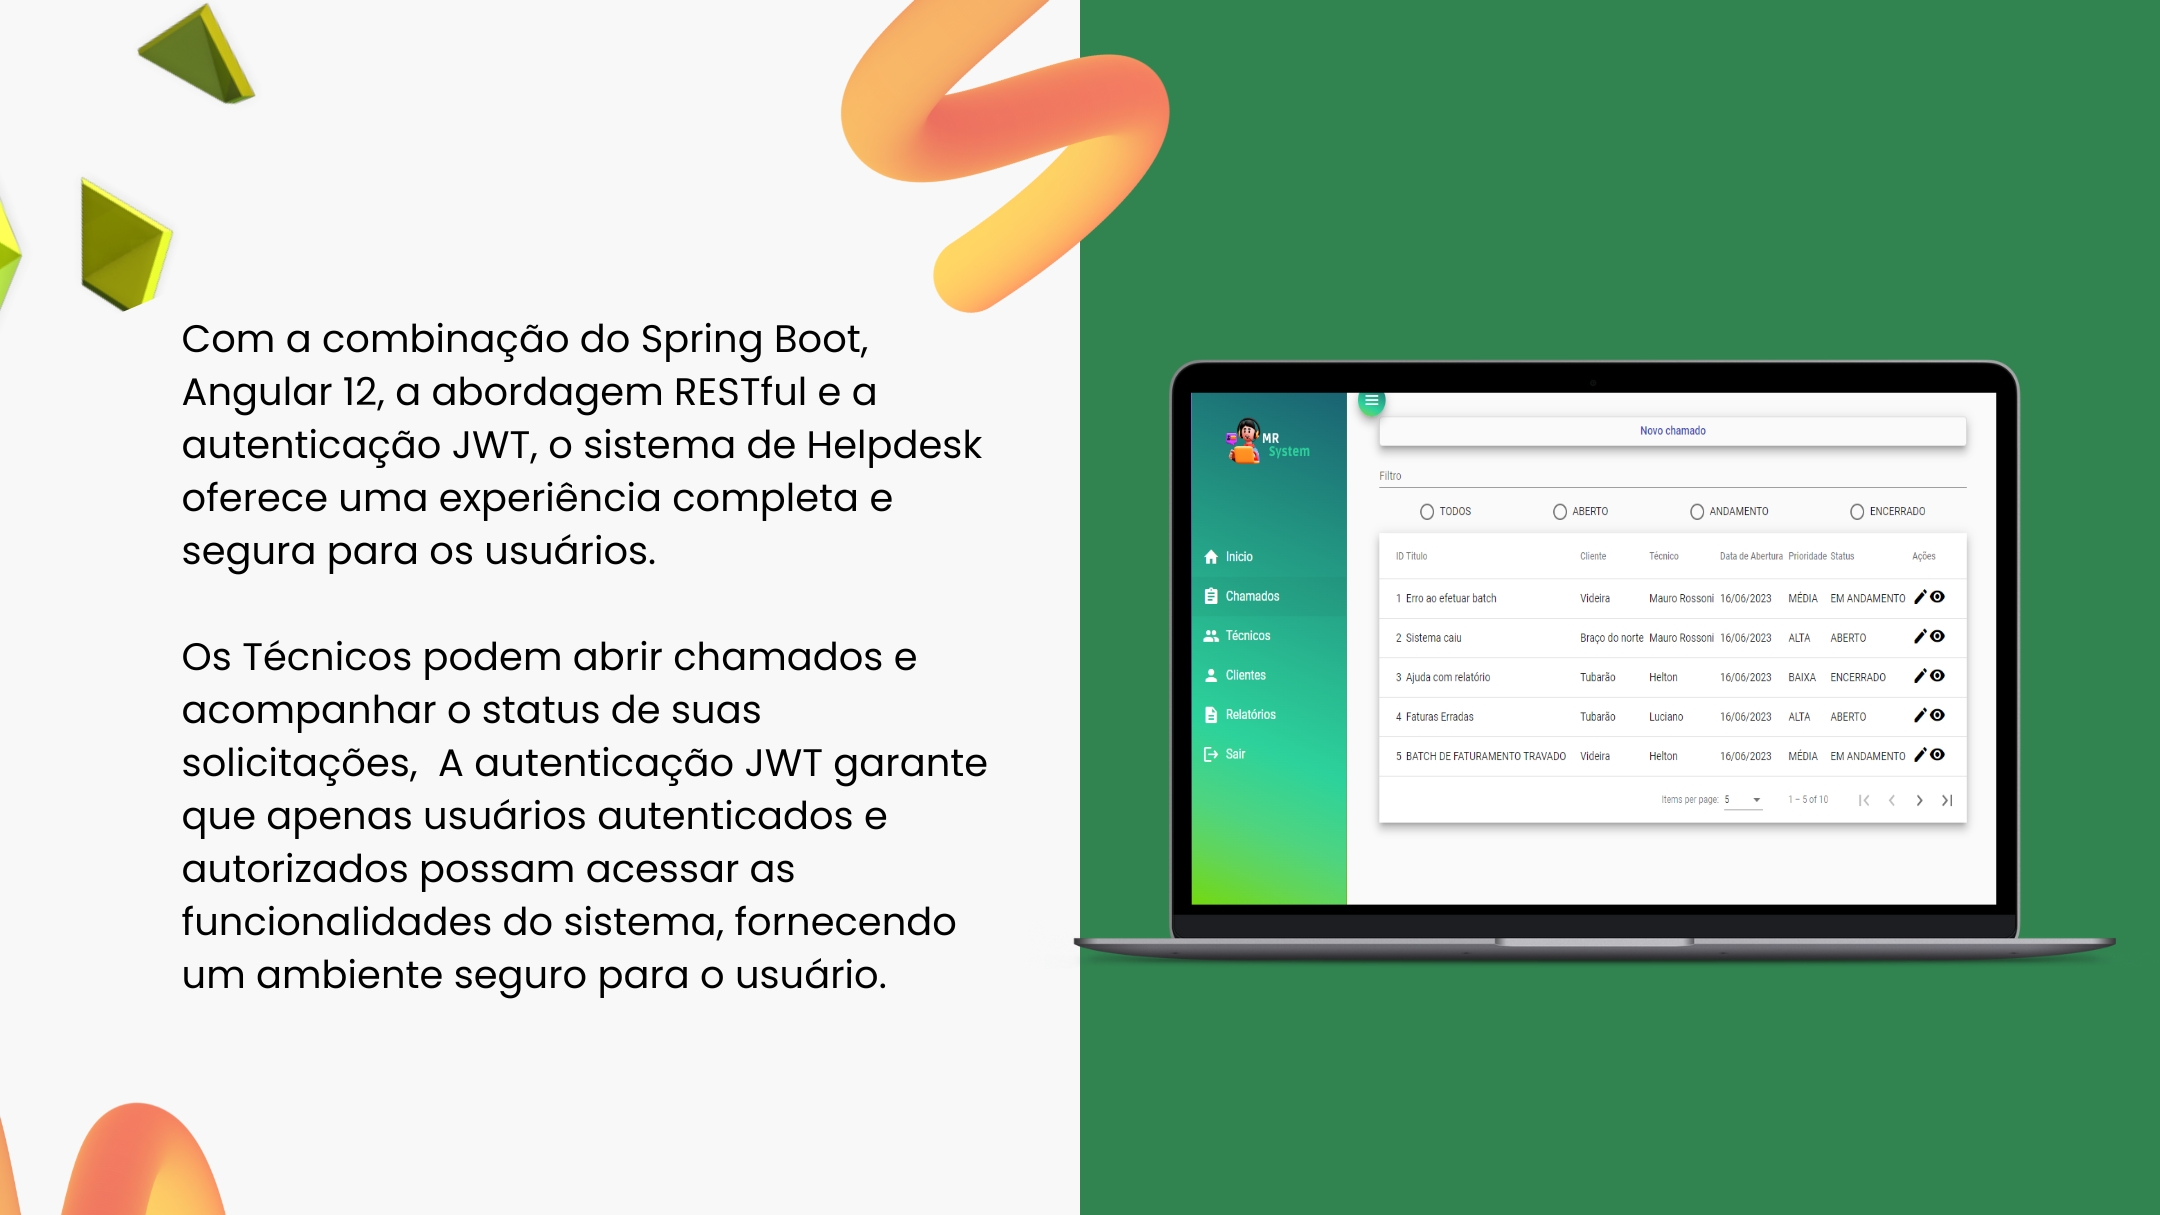 Com a combinação do Spring Boot,
Angular 12, a abordagem RESTful e a
autenticação JWT, o sistema de Helpdesk
oferece uma experiência completa e
segura para os usuários.
Os Técnicos podem abrir chamados e
acompanhar o status de suas
solicitações,  A autenticação JWT garante
que apenas usuários autenticados e
autorizados possam acessar as
funcionalidades do sistema, fornecendo
um ambiente seguro para o usuário.
MR
System
Início
Chamados
Técnicos
Clientes
Relatórios
Sair
Novo chamado
Filtro
TODOS ABERTO ANDAMENTO ENCERRADO
ID Título Cliente Técnico Data de Abertura Prioridade Status Ações
1 Erro ao efetuar batch Videira Mauro Rossoni 16/06/2023 MÉDIA EM ANDAMENTO
2 Sistema caiu Braço do norte Mauro Rossoni 16/06/2023 ALTA ABERTO
3 Ajuda com relatório Tubarão Helton 16/06/2023 BAIXA ENCERRADO
4 Faturas Erradas Tubarão Luciano 16/06/2023 ALTA ABERTO
5 BATCH DE FATURAMENTO TRAVADO Videira Helton 16/06/2023 MÉDIA EM ANDAMENTO
Items per page: 5 1 – 5 of 10